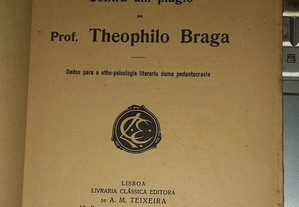 Contra um plágio
do
Prof. Theophilo Braga
Dados para a etho-psicologia literaria duma pedantocracia
LISBOA
LIVRARIA CLÁSSICA EDITORA
DE A. M. TEIXEIRA